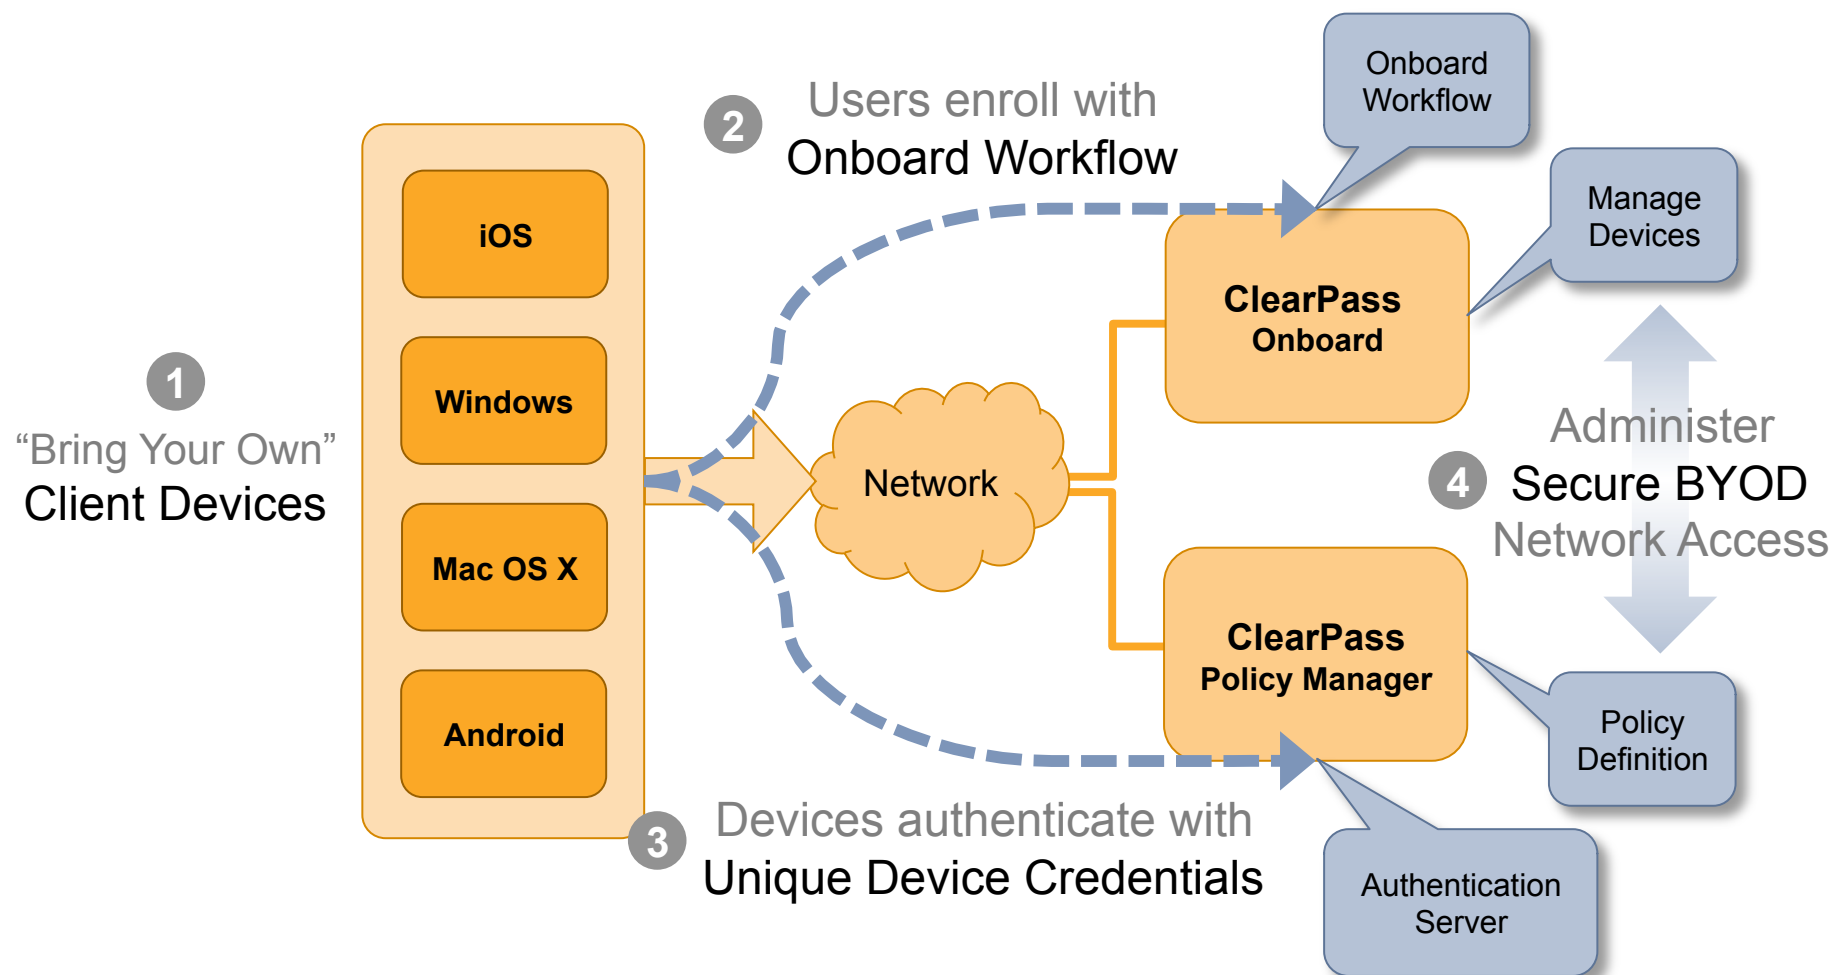 1
“Bring Your Own”
Client Devices
iOS
Windows
Mac OS X
Android
2
Users enroll with
Onboard Workflow
Network
3
Devices authenticate with
Unique Device Credentials
ClearPass
Onboard
ClearPass
Policy Manager
Onboard
Workflow
Manage
Devices
4
Administer
Secure BYOD
Network Access
Policy
Definition
Authentication
Server